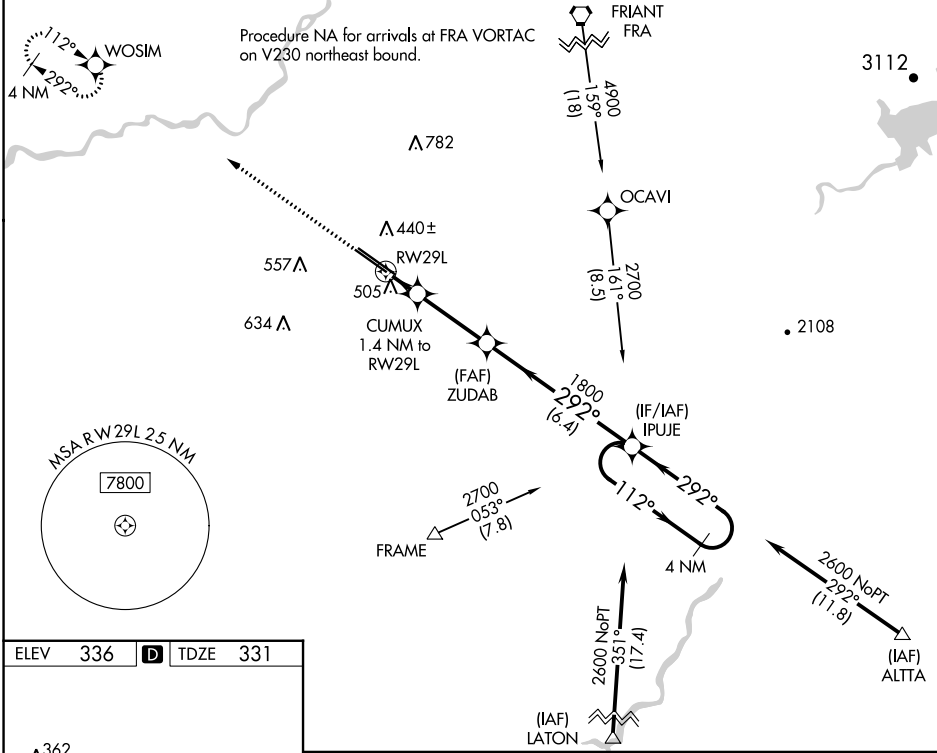 FRIANT
FRA
Procedure NA for arrivals at FRA VORTAC
on V230 northeast bound.
WOSIM
112°
292°
4 NM
3112
4900
159°
(18)
782
OCAVI
440±
RW29L
557
505
2700
161°
(8.5)
634
CUMUX
1.4 NM to
RW29L
2108
(FAF)
ZUDAB
1800
292°
(6.4)
(IF/IAF)
IPUJE
MSA RW29L 25 NM
7800
292°
112°
4 NM
2700
053°
(7.8)
FRAME
2600 NoPT
292°
(11.8)
(IAF)
ALTTA
2600 NoPT
351°
(17.4)
(IAF)
LATON
ELEV 336 D TDZE 331
362